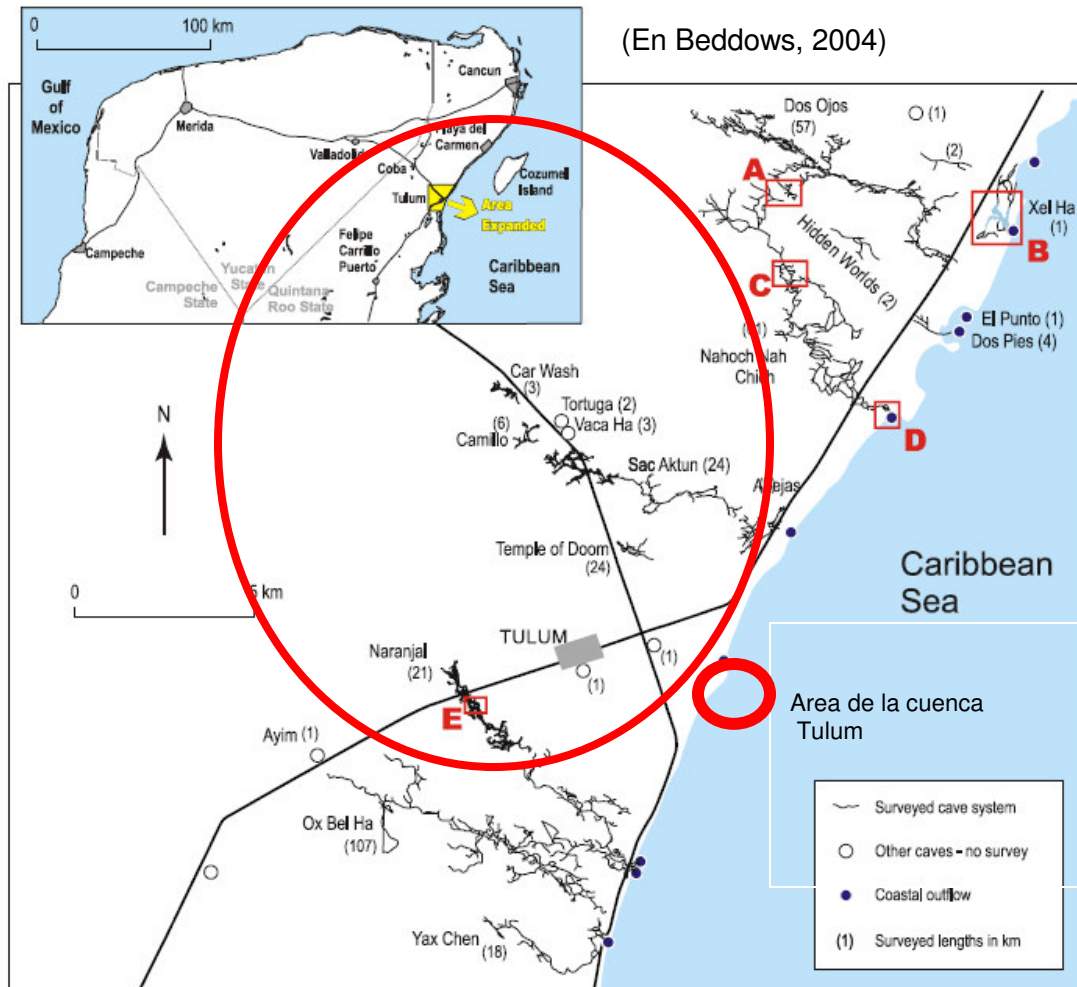 (En Beddows, 2004)
0 100 km
Gulf
of
Mexico
Merida
Cancun
Valladolid
Playa del
Carmen
Coba
Cozumel
Island
Tulum
Area
Expanded
Felipe
Carrillo
Puerto
Campeche
Yucatan
State
Campeche
State
Quintana
Roo State
Caribbean
Sea
Dos Ojos
(57)
(1)
(2)
A
Xel Ha
(1)
B
Hidden Worlds (2)
C
El Punto (1)
Dos Pies (4)
Nahoch Nah
Chich
D
Car Wash
(3)
Tortuga (2)
Vaca Ha (3)
(6)
Camillo
N
Sac Aktun (24)
Temple of Doom
(24)
Caribbean
Sea
0 5 km
TULUM
(1)
(1)
Naranjal
(21)
E
Ayim (1)
Area de la cuenca
Tulum
Ox Bel Ha
(107)
Yax Chen
(18)
Surveyed cave system
Other caves – no survey
Coastal outflow
(1) Surveyed lengths in km